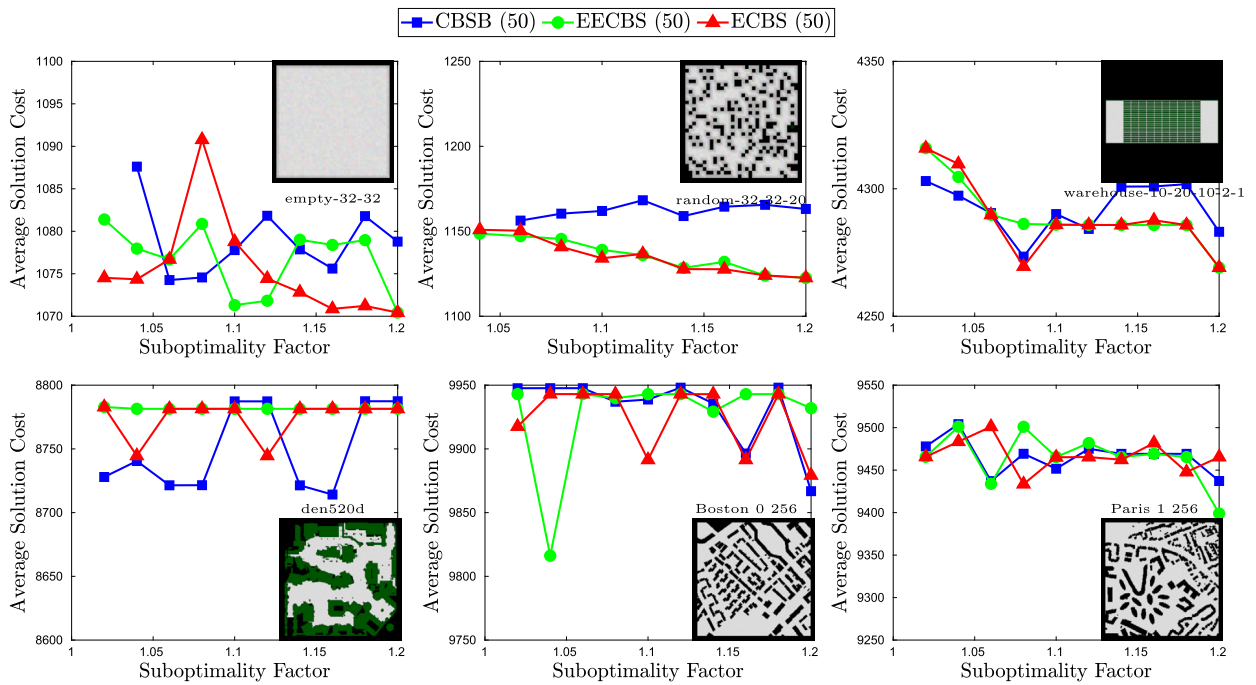 CBSB (50) EECBS (50) ECBS (50)
Average Solution Cost
1100
1095
1090
1085
1080
1075
1070
1 1.05 1.1 1.15 1.2
Suboptimality Factor
empty-32-32
Average Solution Cost
1250
1200
1150
1100
1.05 1.1 1.15 1.2
Suboptimality Factor
random-32-32-20
Average Solution Cost
4350
4300
4250
1 1.05 1.1 1.15 1.2
Suboptimality Factor
warehouse-10-20-10-2-1
Average Solution Cost
8800
8750
8700
8650
8600
1 1.05 1.1 1.15 1.2
Suboptimality Factor
den520d
Average Solution Cost
9950
9900
9850
9800
9750
1 1.05 1.1 1.15 1.2
Suboptimality Factor
Boston 0 256
Average Solution Cost
9550
9500
9450
9400
9350
9300
9250
1 1.05 1.1 1.15 1.2
Suboptimality Factor
Paris 1 256